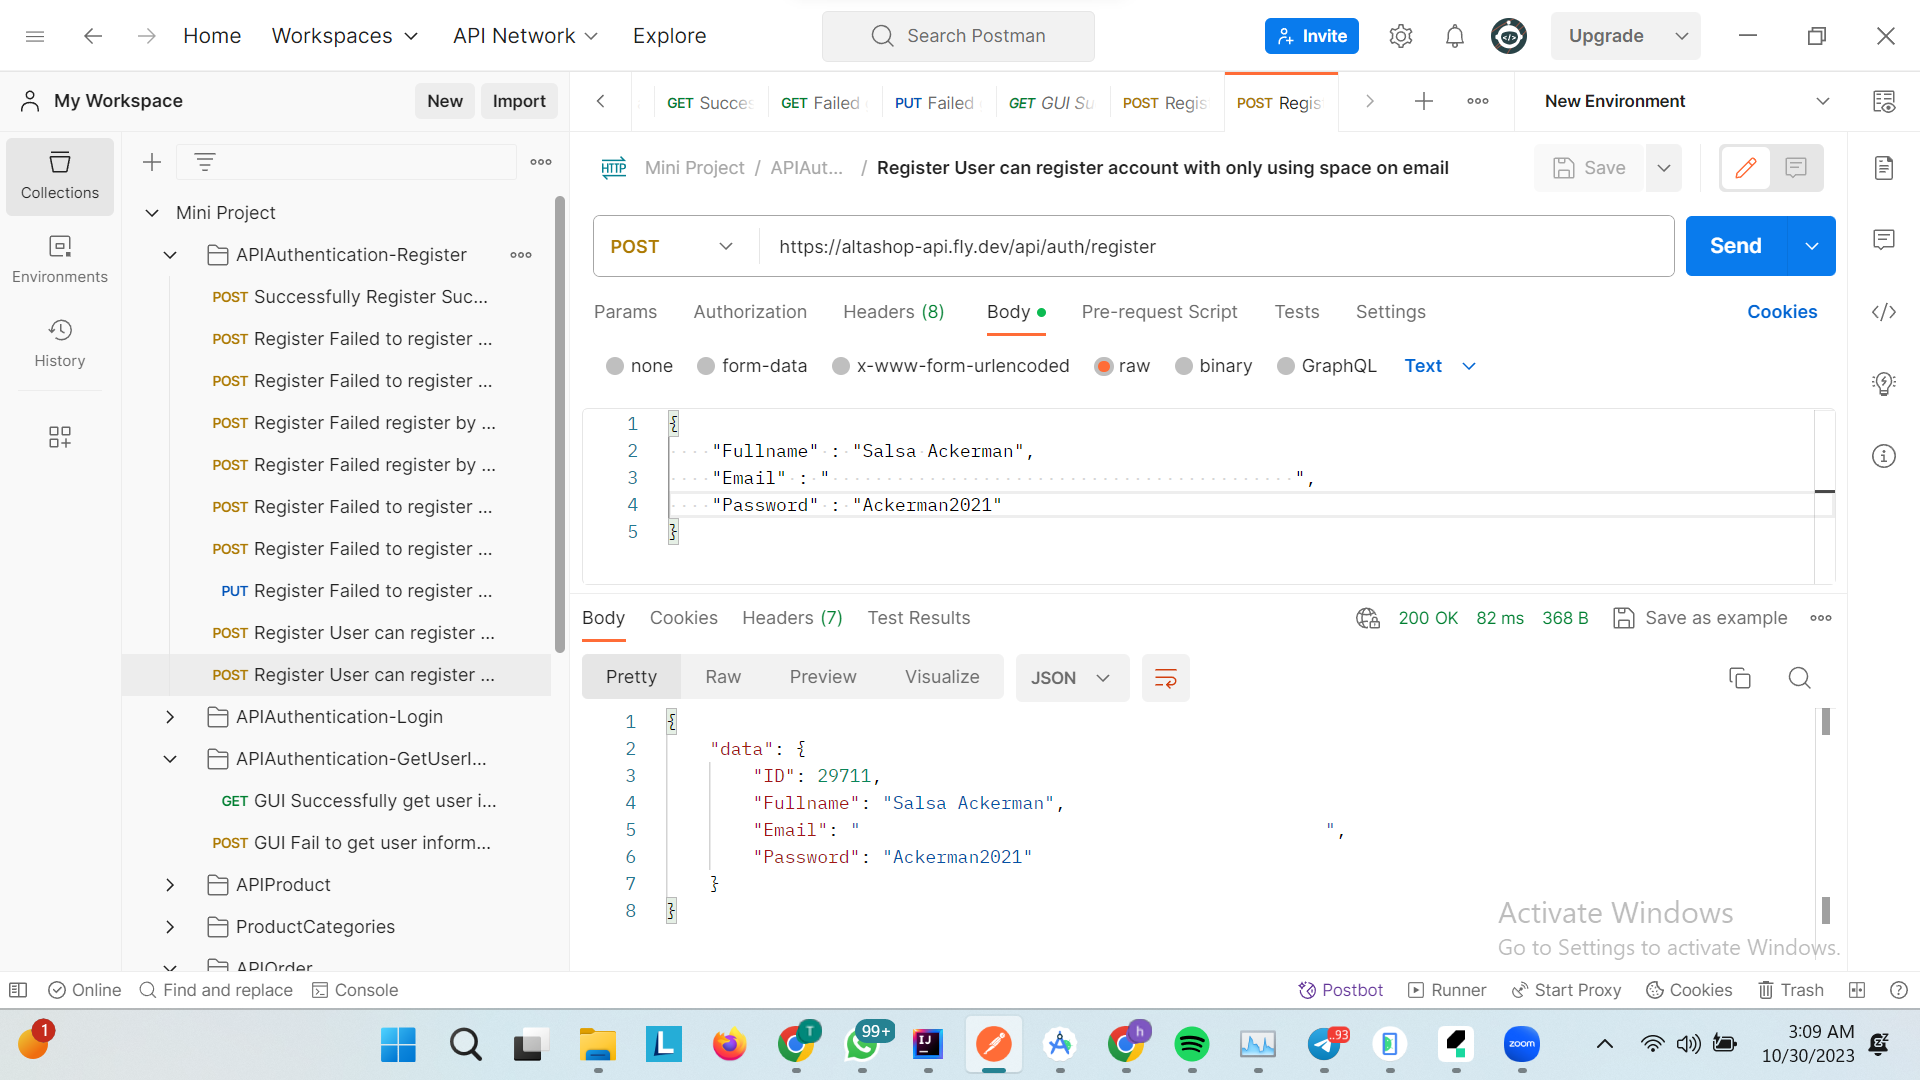 Home
Workspaces
API Network
Explore
Search Postman
Invite
Upgrade
My Workspace
New
Import
GET Succes
GET Failed
PUT Failed
GET GUI Su
POST Regis
POST Regis
New Environment
Collections
Environments
History
Mini Project
APIAuthentication-Register
POST Successfully Register Suc...
POST Register Failed to register ...
POST Register Failed to register ...
POST Register Failed register by ...
POST Register Failed register by ...
POST Register Failed to register ...
POST Register Failed to register ...
PUT Register Failed to register ...
POST Register User can register ...
POST Register User can register ...
APIAuthentication-Login
APIAuthentication-GetUserI...
GET GUI Successfully get user i...
POST GUI Fail to get user inform...
APIProduct
ProductCategories
APIOrder
HTTP Mini Project / APIAut... / Register User can register account with only using space on email
Save
POST
https://altashop-api.fly.dev/api/auth/register
Send
Params
Authorization
Headers (8)
Body
Pre-request Script
Tests
Settings
Cookies
none
form-data
x-www-form-urlencoded
raw
binary
GraphQL
Text
1 {
2 "Fullname" : "Salsa Ackerman",
3 "Email" : " ",
4 "Password" : "Ackerman2021"
5 }
Body
Cookies
Headers (7)
Test Results
200 OK
82 ms
368 B
Save as example
Pretty
Raw
Preview
Visualize
JSON
1 {
2 "data": {
3 "ID": 29711,
4 "Fullname": "Salsa Ackerman",
5 "Email": " ",
6 "Password": "Ackerman2021"
7 }
8 }
Activate Windows
Go to Settings to activate Windows.
Online
Find and replace
Console
Postbot
Runner
Start Proxy
Cookies
Trash
1
L
T
99+
IJ
h
..93
zoom
3:09 AM
10/30/2023